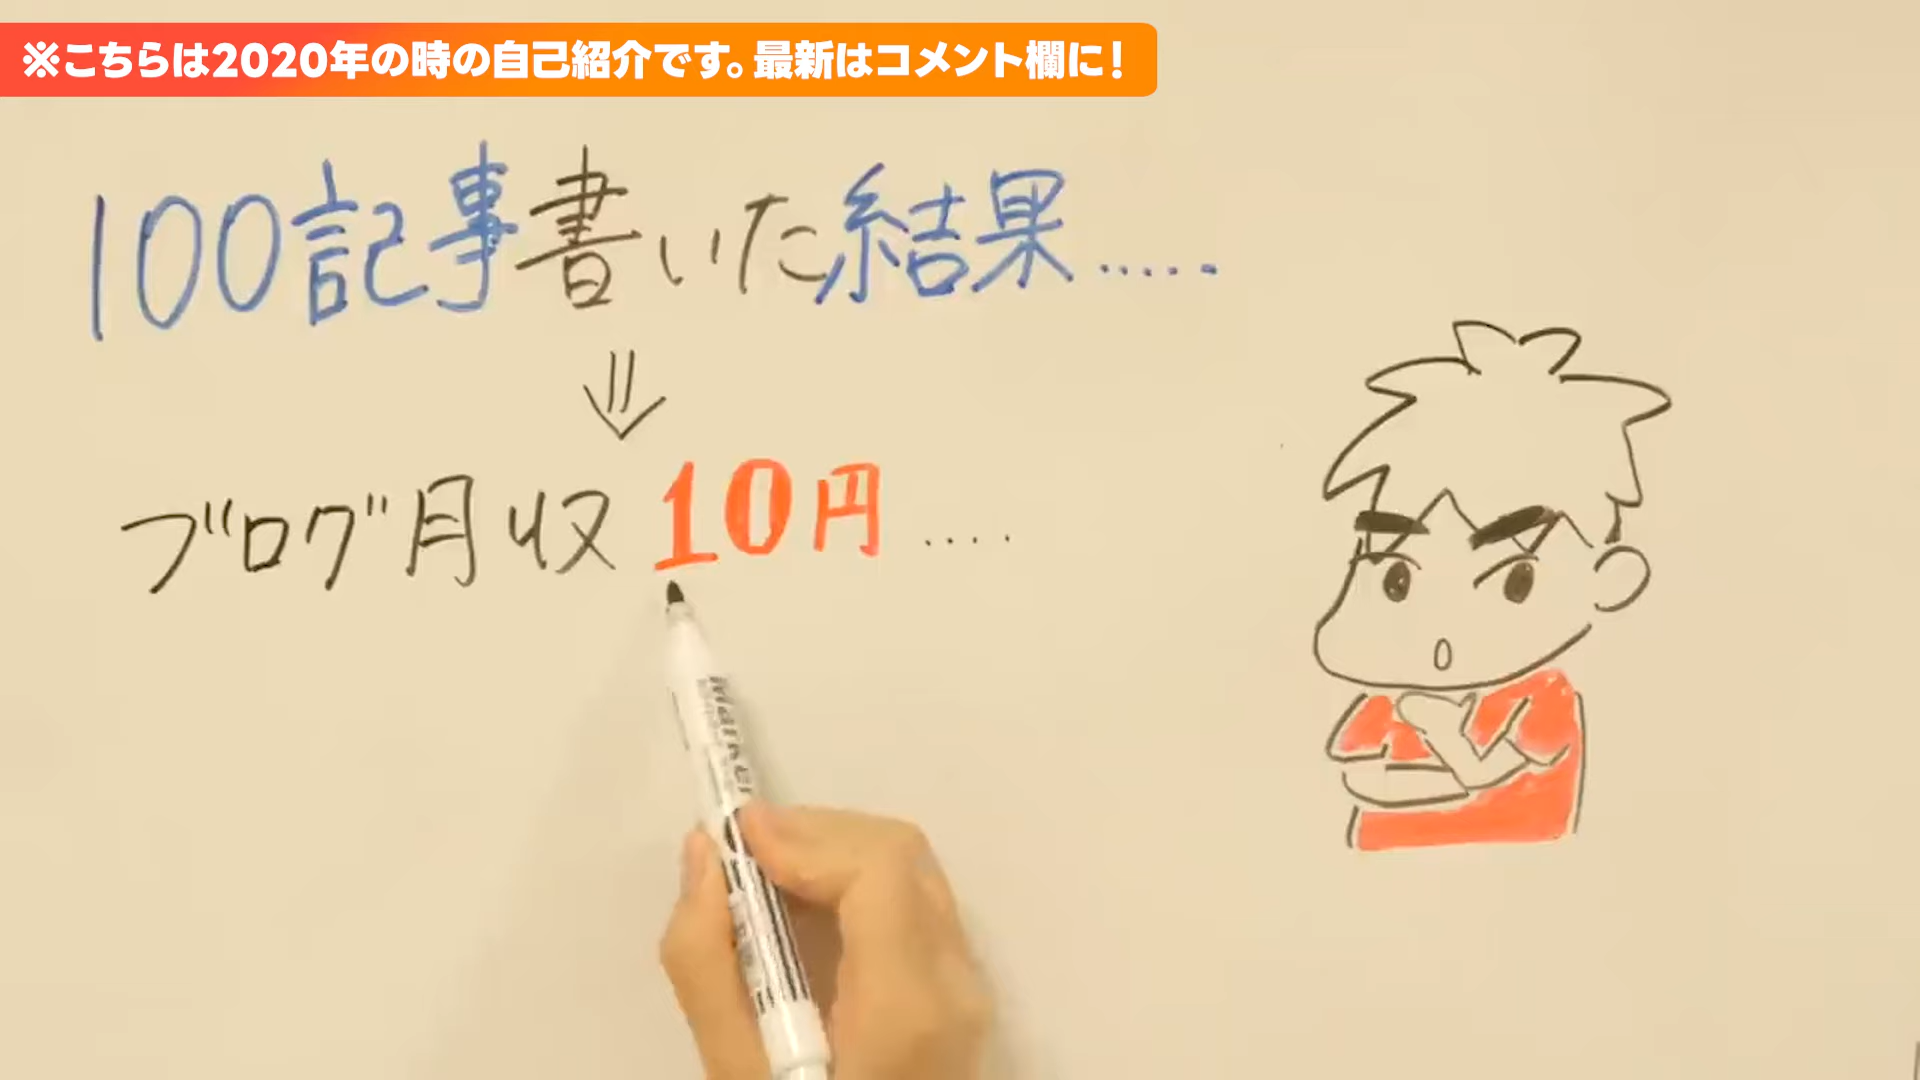 ※こちらは2020年の時の自己紹介です。最新はコメント欄に!
100記事書いた結果.....
⇓
ブログ月収10円....
Marker